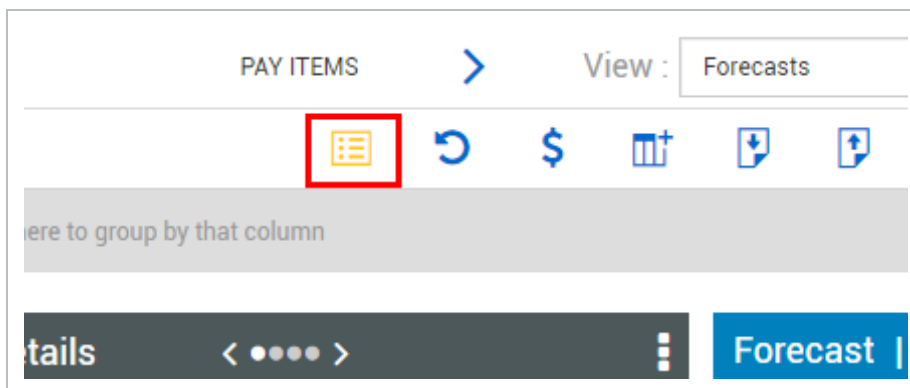 PAY ITEMS View : Forecasts
$
here to group by that column
etails Forecast |